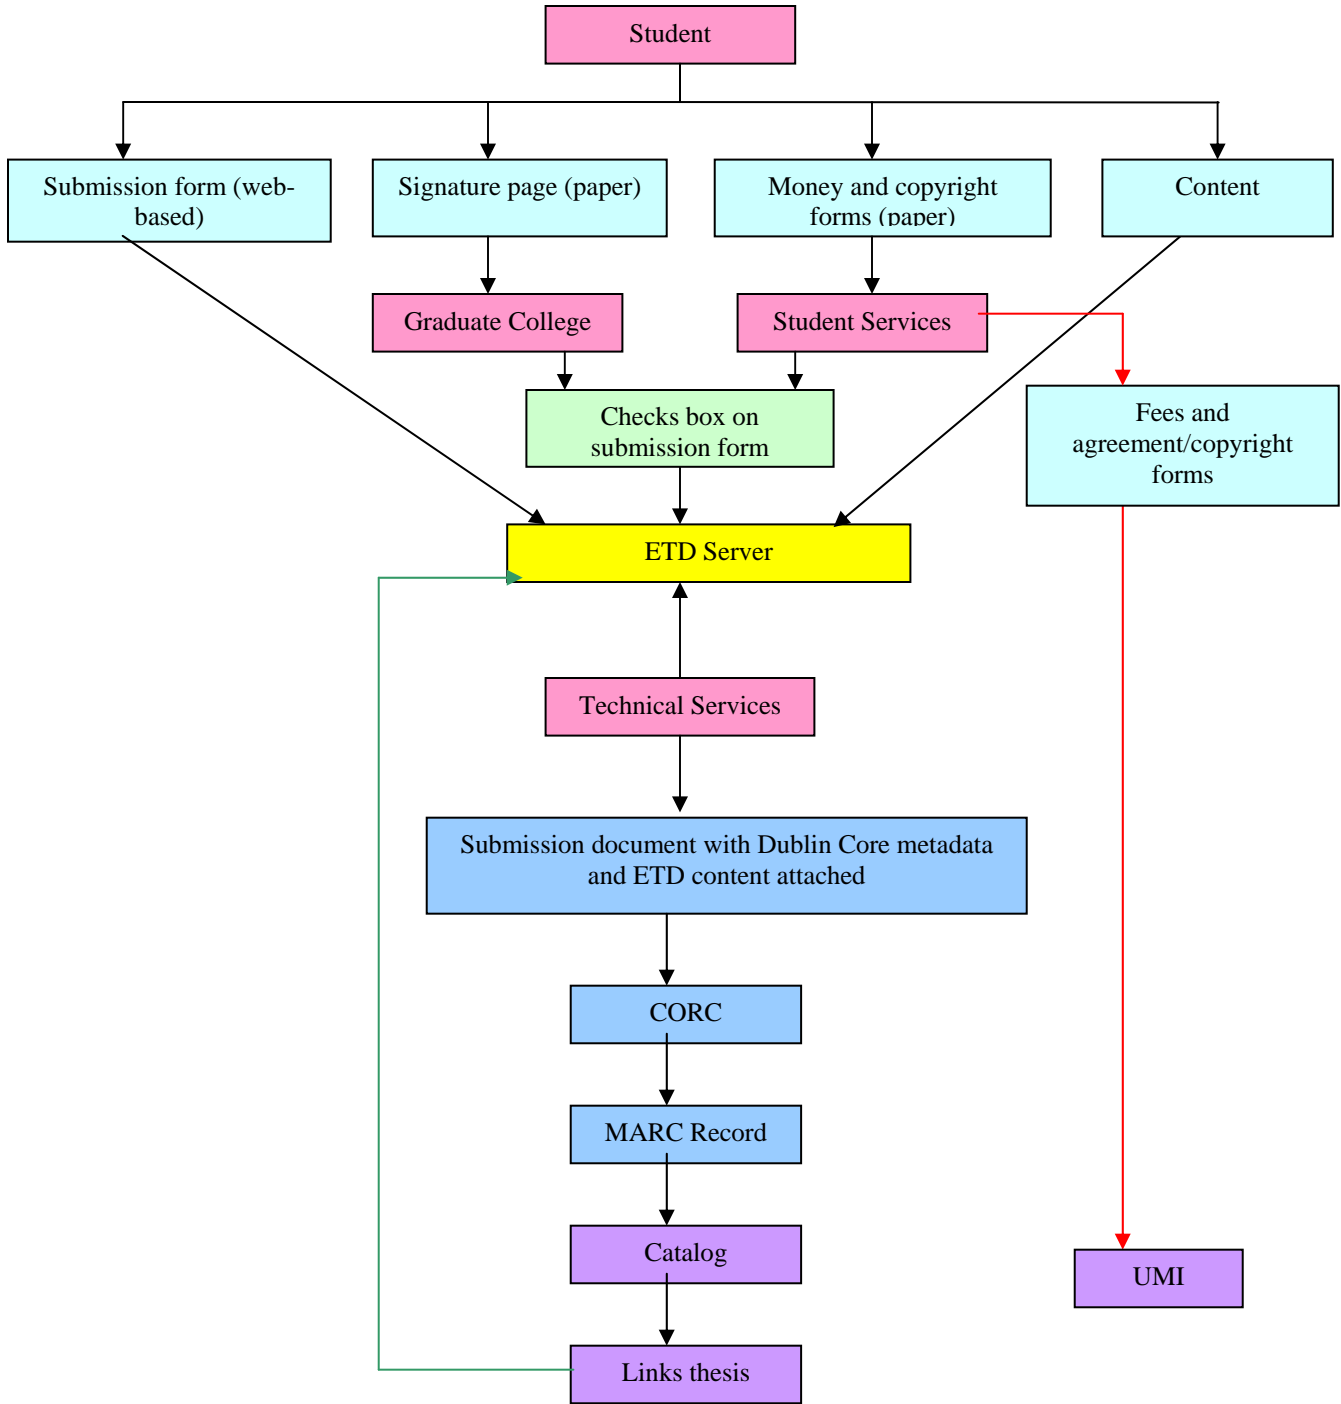 Student
Submission form (web-
based)
Signature page (paper)
Money and copyright
forms (paper)
Content
Graduate College
Student Services
Checks box on
submission form
Fees and
agreement/copyright
forms
ETD Server
Technical Services
Submission document with Dublin Core metadata
and ETD content attached
CORC
MARC Record
Catalog
UMI
Links thesis